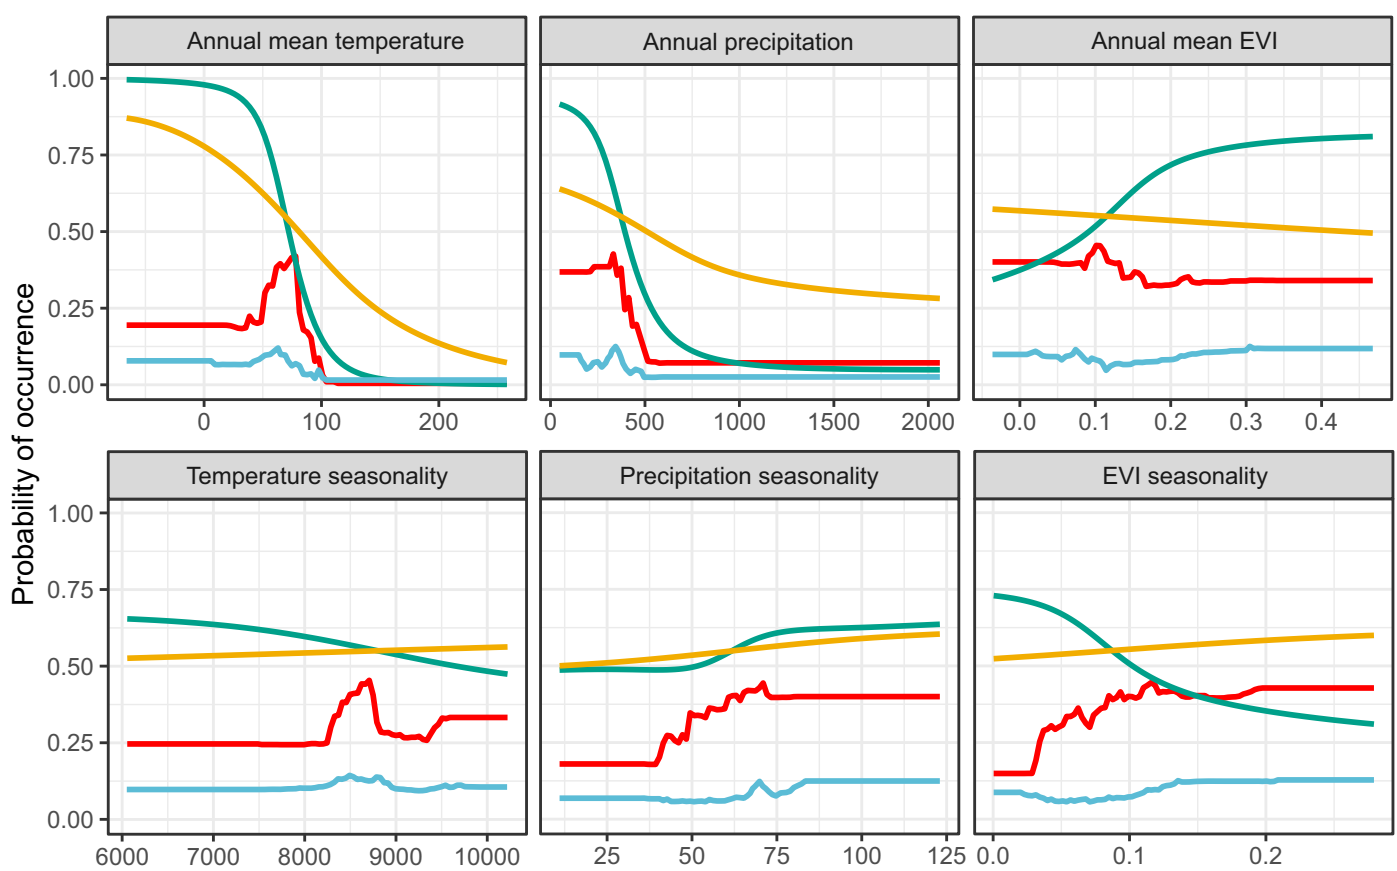 Probability of occurrence
Annual mean temperature
Annual precipitation
Annual mean EVI
1.00
0.75
0.50
0.25
0.00
0 100 200
0 500 1000 1500 2000
0.0 0.1 0.2 0.3 0.4
Temperature seasonality
Precipitation seasonality
EVI seasonality
1.00
0.75
0.50
0.25
0.00
6000 7000 8000 9000 10000
25 50 75 100 125
0.0 0.1 0.2